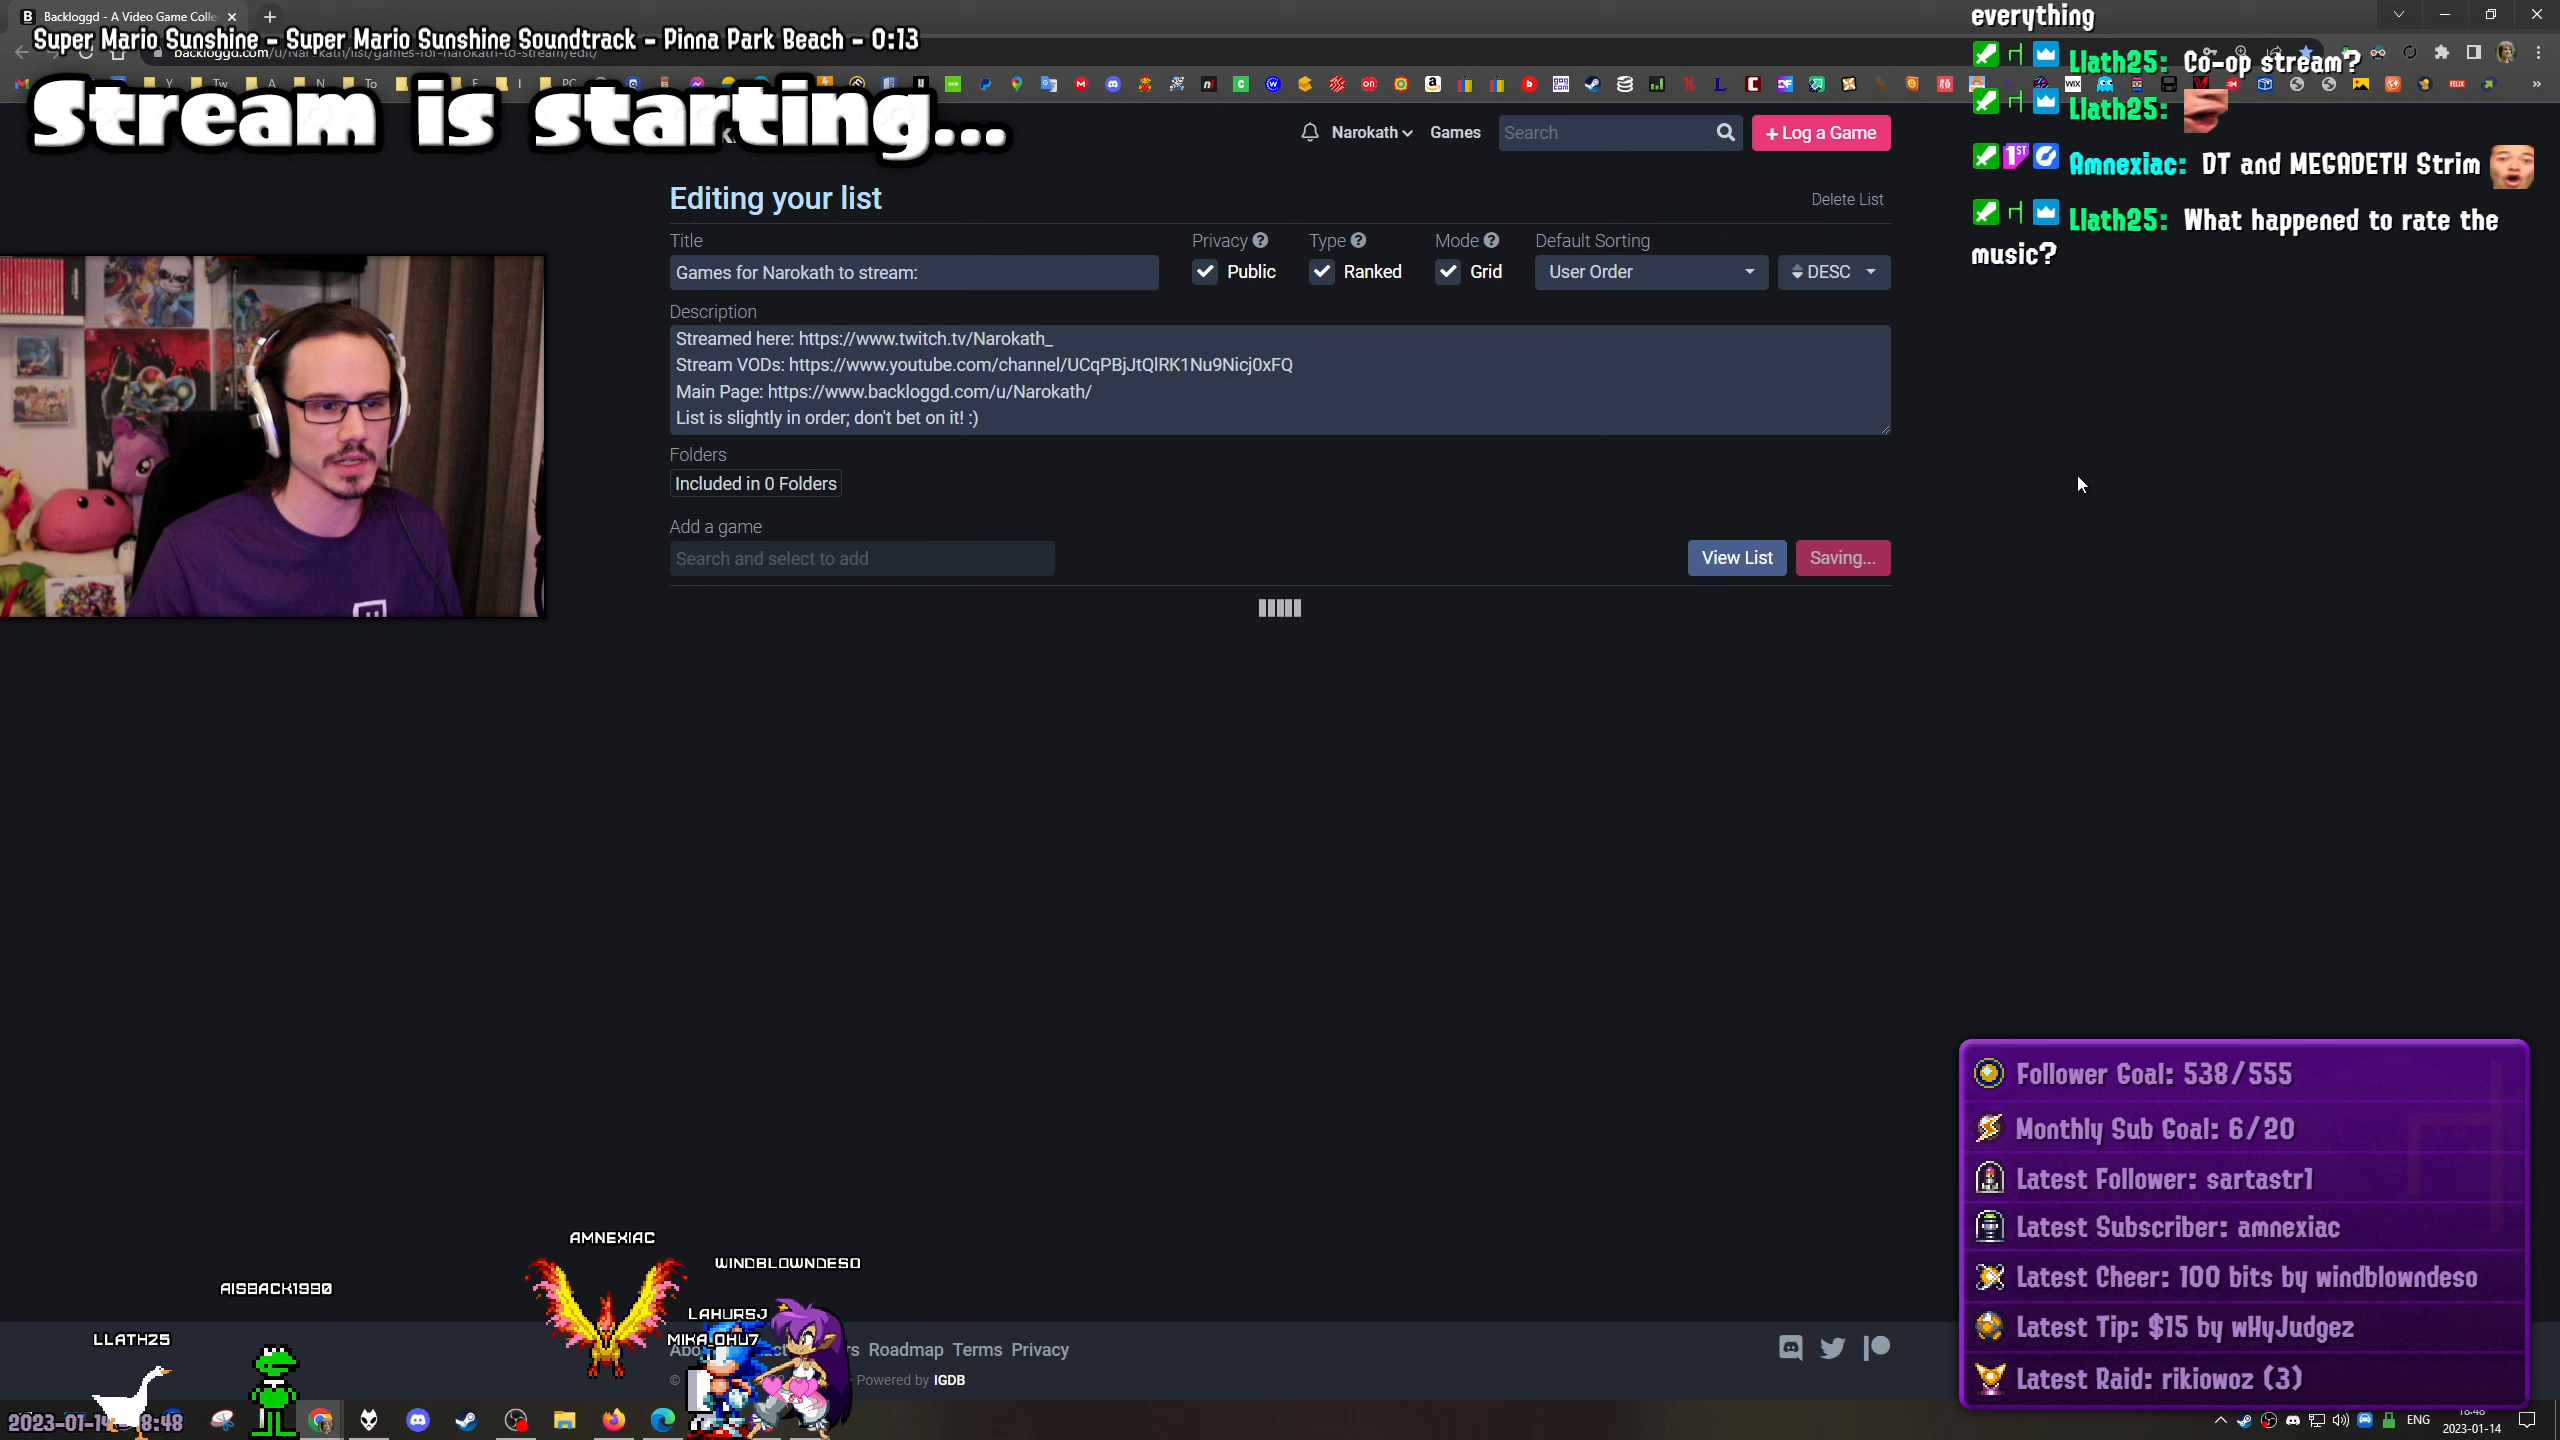 Backloggd - A Video Game Colle
Super Mario Sunshine - Super Mario Sunshine Soundtrack - Pinna Park Beach - 0:13
Stream is starting...
Narokath
Games
Search
+ Log a Game
Editing your list
Delete List
Title
Privacy
Type
Mode
Default Sorting
Games for Narokath to stream:
Public
Ranked
Grid
User Order
DESC
Description
Streamed here: https://www.twitch.tv/Narokath_
Stream VODs: https://www.youtube.com/channel/UCqPBjJtQlRK1Nu9Nicj0xFQ
Main Page: https://www.backloggd.com/u/Narokath/
List is slightly in order; don't bet on it! :)
Folders
Included in 0 Folders
Add a game
Search and select to add
View List
Saving...
everything
Llath25: Co-op stream?
Llath25:
Amnexiac: DT and MEGADETH Strim
Llath25: What happened to rate the
music?
Follower Goal: 538/555
Monthly Sub Goal: 6/20
Latest Follower: sartastr1
Latest Subscriber: amnexiac
Latest Cheer: 100 bits by windblowndeso
Latest Tip: $15 by wHyJudgez
Latest Raid: rikiowoz (3)
AMNEXIAC
WINDBLOWNDESO
AISBACK1990
LAHURSJ
LLATH25
MIKA_OHU7
Roadmap Terms Privacy
Powered by IGDB
ENG
2023-01-14